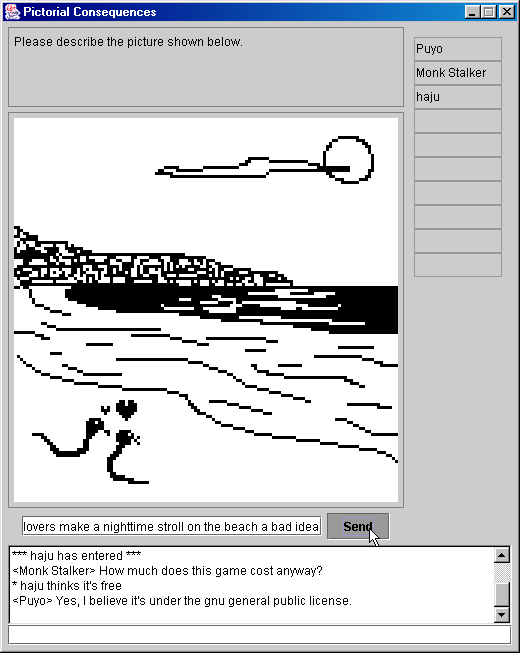 Pictorial Consequences
Please describe the picture shown below.
Puyo
Monk Stalker
haju
lovers make a nighttime stroll on the beach a bad idea
Send
*** haju has entered ***
<Monk Stalker> How much does this game cost anyway?
* haju thinks it's free
<Puyo> Yes, I believe it's under the gnu general public license.